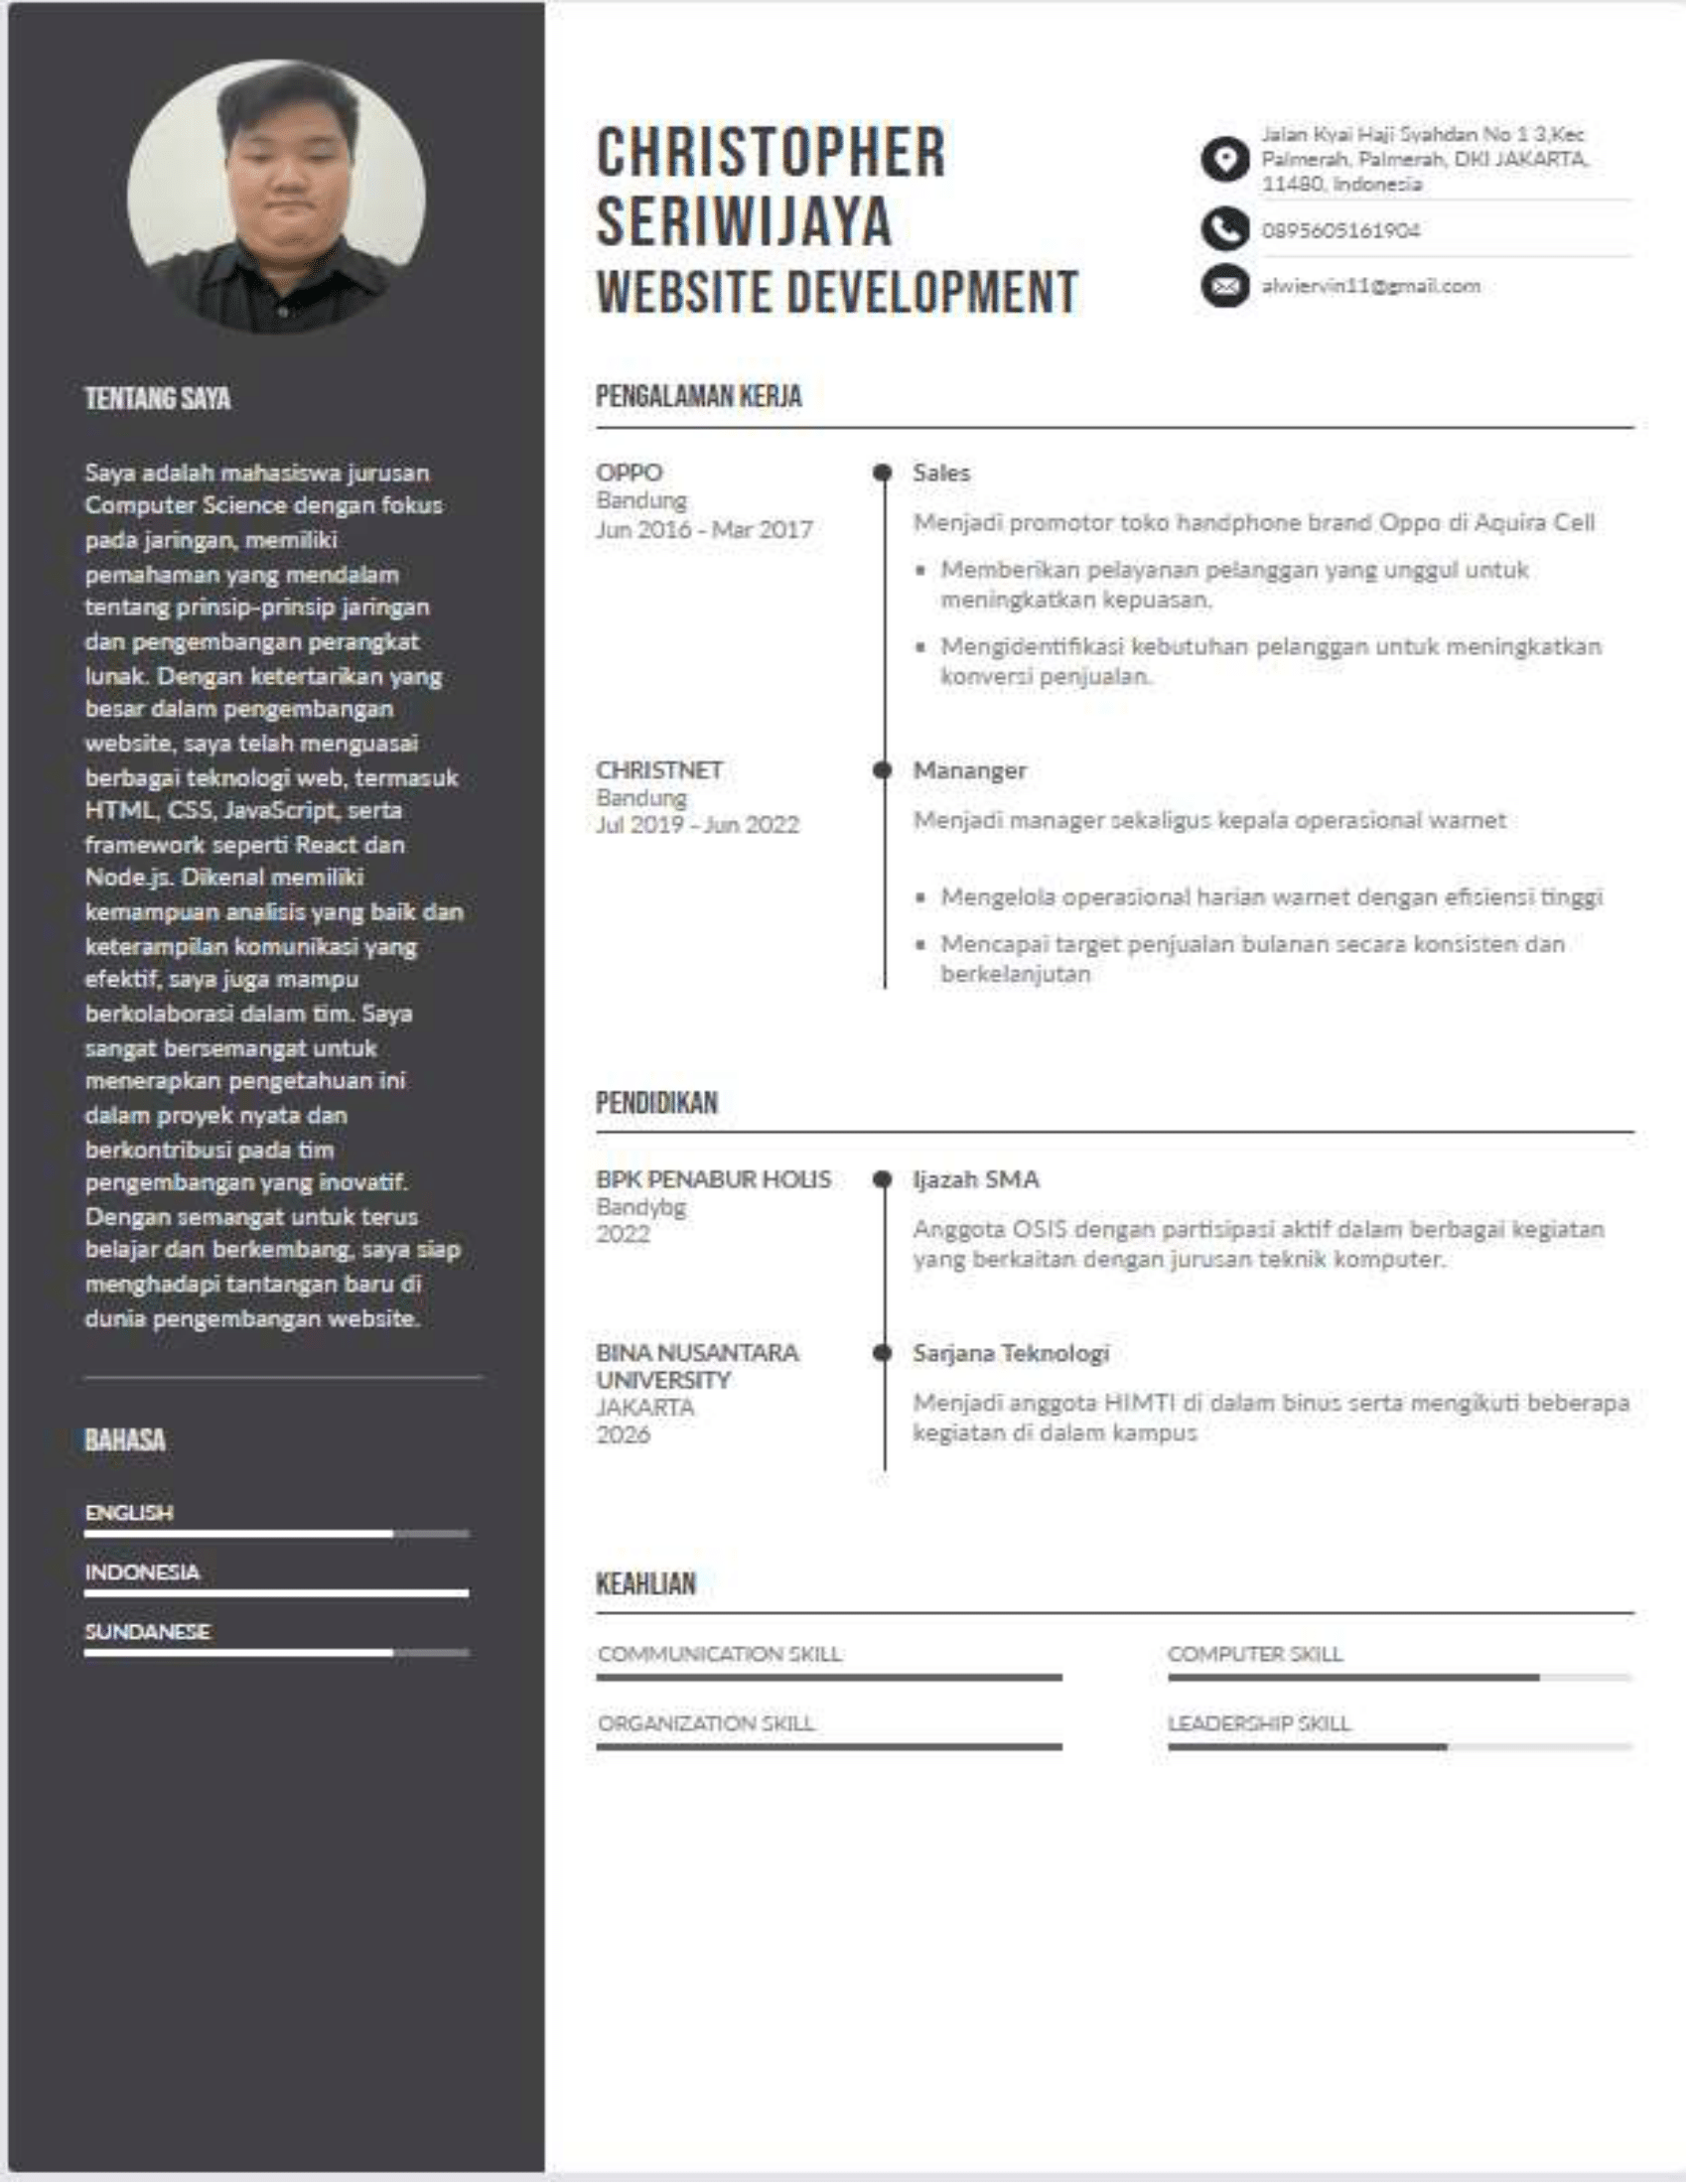 CHRISTOPHER
SERIWIJAYA
WEBSITE DEVELOPMENT
Jalan Kyai Haji Syahdan No 1 3,Kec
Palmerah, Palmerah, DKI JAKARTA,
11480, Indonesia
0895605161904
alwiervin11@gmail.com
TENTANG SAYA
Saya adalah mahasiswa jurusan
Computer Science dengan fokus
pada jaringan, memiliki
pemahaman yang mendalam
tentang prinsip-prinsip jaringan
dan pengembangan perangkat
lunak. Dengan ketertarikan yang
besar dalam pengembangan
website, saya telah menguasai
berbagai teknologi web, termasuk
HTML, CSS, JavaScript, serta
framework seperti React dan
Node.js. Dikenal memiliki
kemampuan analisis yang baik dan
keterampilan komunikasi yang
efektif, saya juga mampu
berkolaborasi dalam tim. Saya
sangat bersemangat untuk
menerapkan pengetahuan ini
dalam proyek nyata dan
berkontribusi pada tim
pengembangan yang inovatif.
Dengan semangat untuk terus
belajar dan berkembang, saya siap
menghadapi tantangan baru di
dunia pengembangan website.
BAHASA
ENGLISH
INDONESIA
SUNDANESE
PENGALAMAN KERJA
OPPO
Bandung
Jun 2016 - Mar 2017
Sales
Menjadi promotor toko handphone brand Oppo di Aquira Cell
▪ Memberikan pelayanan pelanggan yang unggul untuk
meningkatkan kepuasan.
▪ Mengidentifikasi kebutuhan pelanggan untuk meningkatkan
konversi penjualan.
CHRISTNET
Bandung
Jul 2019 - Jun 2022
Mananger
Menjadi manager sekaligus kepala operasional warnet
▪ Mengelola operasional harian warnet dengan efisiensi tinggi
▪ Mencapai target penjualan bulanan secara konsisten dan
berkelanjutan
PENDIDIKAN
BPK PENABUR HOLIS
Bandybg
2022
Ijazah SMA
Anggota OSIS dengan partisipasi aktif dalam berbagai kegiatan
yang berkaitan dengan jurusan teknik komputer.
BINA NUSANTARA
UNIVERSITY
JAKARTA
2026
Sarjana Teknologi
Menjadi anggota HIMTI di dalam binus serta mengikuti beberapa
kegiatan di dalam kampus
KEAHLIAN
COMMUNICATION SKILL
COMPUTER SKILL
ORGANIZATION SKILL
LEADERSHIP SKILL